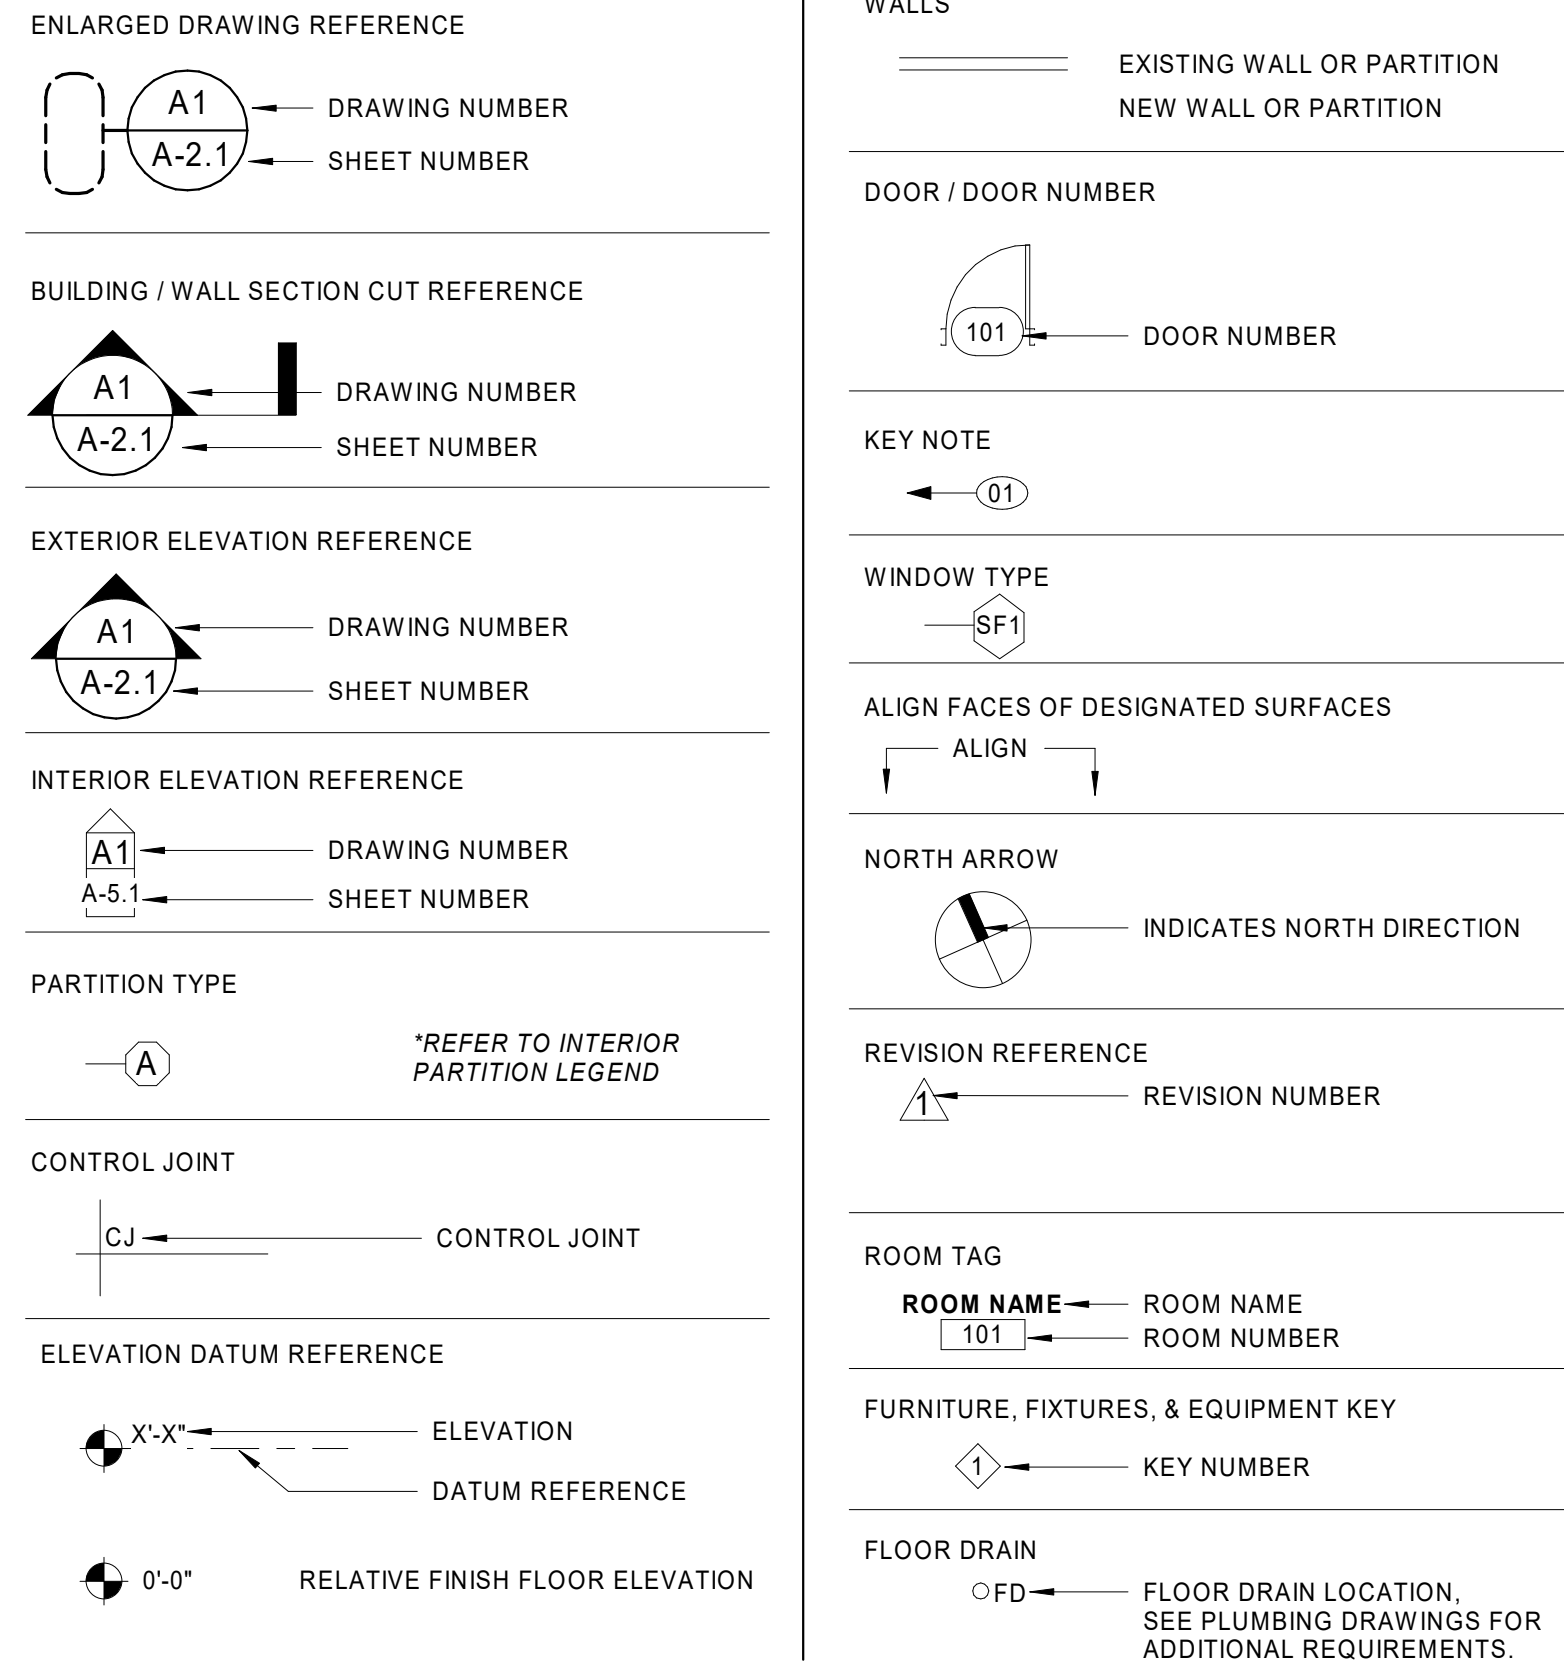 ENLARGED DRAWING REFERENCE
A1
DRAWING NUMBER
A-2.1
SHEET NUMBER
BUILDING / WALL SECTION CUT REFERENCE
A1
DRAWING NUMBER
A-2.1
SHEET NUMBER
EXTERIOR ELEVATION REFERENCE
A1
DRAWING NUMBER
A-2.1
SHEET NUMBER
INTERIOR ELEVATION REFERENCE
A1
DRAWING NUMBER
A-5.1
SHEET NUMBER
PARTITION TYPE
A
*REFER TO INTERIOR
PARTITION LEGEND
CONTROL JOINT
CJ
CONTROL JOINT
ELEVATION DATUM REFERENCE
X'-X"
ELEVATION
DATUM REFERENCE
0'-0"
RELATIVE FINISH FLOOR ELEVATION
WALLS
EXISTING WALL OR PARTITION
NEW WALL OR PARTITION
DOOR / DOOR NUMBER
101
DOOR NUMBER
KEY NOTE
01
WINDOW TYPE
SF1
ALIGN FACES OF DESIGNATED SURFACES
ALIGN
NORTH ARROW
INDICATES NORTH DIRECTION
REVISION REFERENCE
1
REVISION NUMBER
ROOM TAG
ROOM NAME
ROOM NAME
101
ROOM NUMBER
FURNITURE, FIXTURES, & EQUIPMENT KEY
1
KEY NUMBER
FLOOR DRAIN
FD
FLOOR DRAIN LOCATION,
SEE PLUMBING DRAWINGS FOR
ADDITIONAL REQUIREMENTS.